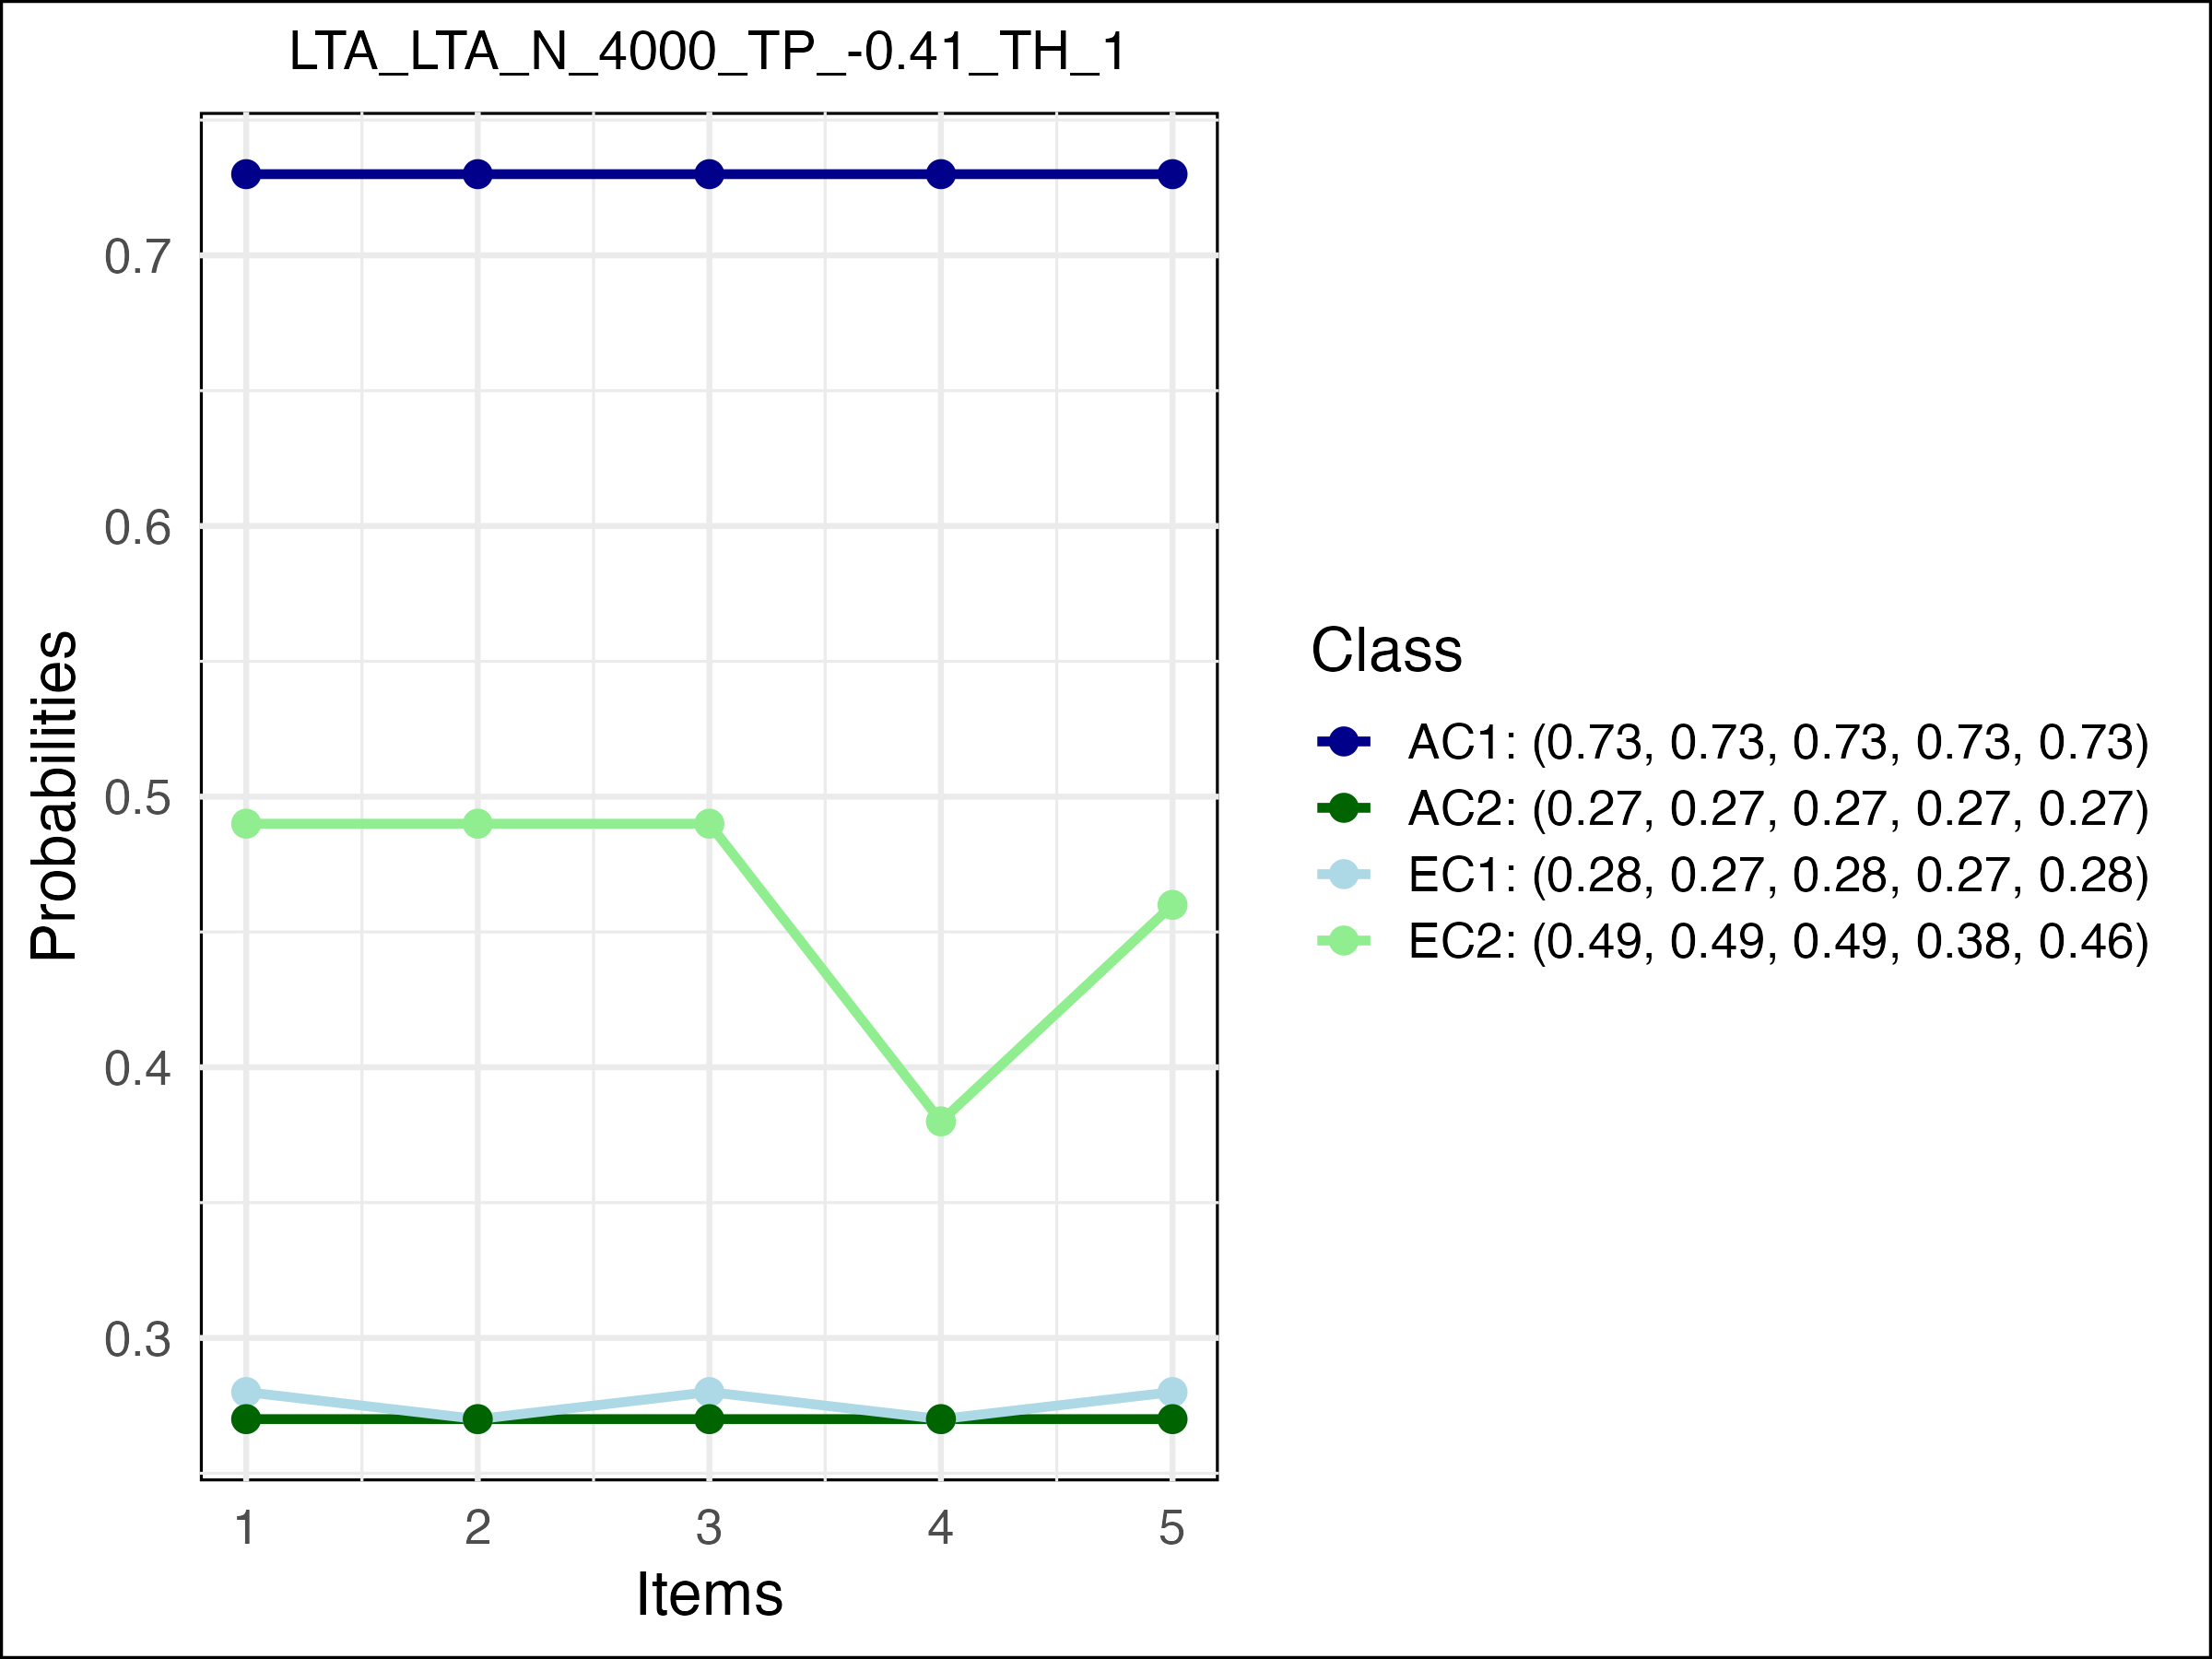 LTA_LTA_N_4000_TP_-0.41_TH_1
Probabilities
0.7
0.6
0.5
0.4
0.3
1 2 3 4 5
Items
Class
AC1: (0.73, 0.73, 0.73, 0.73, 0.73)
AC2: (0.27, 0.27, 0.27, 0.27, 0.27)
EC1: (0.28, 0.27, 0.28, 0.27, 0.28)
EC2: (0.49, 0.49, 0.49, 0.38, 0.46)